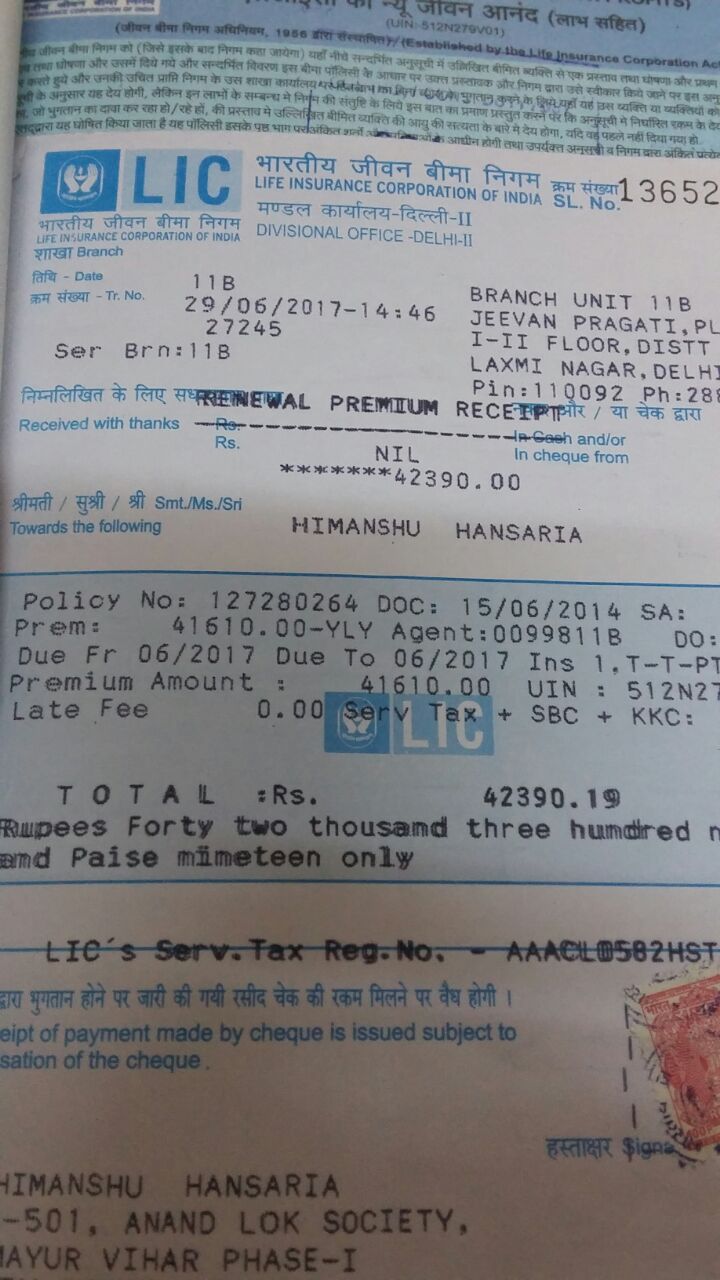 न्यू जीवन आनंद (लाभ सहित)
(UIN: 512N279V01)
(जीवन बीमा निगम अधिनियम, 1956 द्वारा संस्थापित)/(Established by the Life Insurance Corporation Ac
LIC
भारतीय जीवन बीमा निगम
LIFE INSURANCE CORPORATION OF INDIA
भारतीय जीवन बीमा निगम
LIFE INSURANCE CORPORATION OF INDIA
क्रम संख्या
SL. No. 13652
मण्डल कार्यालय-दिल्ली-II
DIVISIONAL OFFICE -DELHI-II
शाखा Branch
11B
तिथि - Date
29/06/2017-14:46
क्रम संख्या - Tr. No.
27245
Ser Brn:11B
BRANCH UNIT 11B
JEEVAN PRAGATI,PL
I-II FLOOR,DISTT
LAXMI NAGAR,DELHI
Pin:110092 Ph:288
निम्नलिखित के लिए
RENEWAL PREMIUM RECEIPT
और / या चेक द्वारा
Received with thanks Rs. In Cash and/or
Rs. NIL In cheque from
*******42390.00
श्रीमती / सुश्री / श्री Smt./Ms./Sri
Towards the following
HIMANSHU HANSARIA
Policy No: 127280264 DOC: 15/06/2014 SA:
Prem: 41610.00-YLY Agent:0099811B DO:
Due Fr 06/2017 Due To 06/2017 Ins 1,T-T-PT
Premium Amount : 41610.00 UIN : 512N27
Late Fee 0.00 Serv Tax + SBC + KKC:
LIC
TOTAL :Rs. 42390.19
Rupees Forty two thousand three hundred n
and Paise nineteen only
LIC's Serv.Tax Reg.No. - AAACL0582HST
द्वारा भुगतान होने पर जारी की गयी रसीद चेक की रकम मिलने पर वैध होगी ।
eipt of payment made by cheque is issued subject to
sation of the cheque .
हस्ताक्षर Signa
HIMANSHU HANSARIA
-501, ANAND LOK SOCIETY,
MAYUR VIHAR PHASE-I